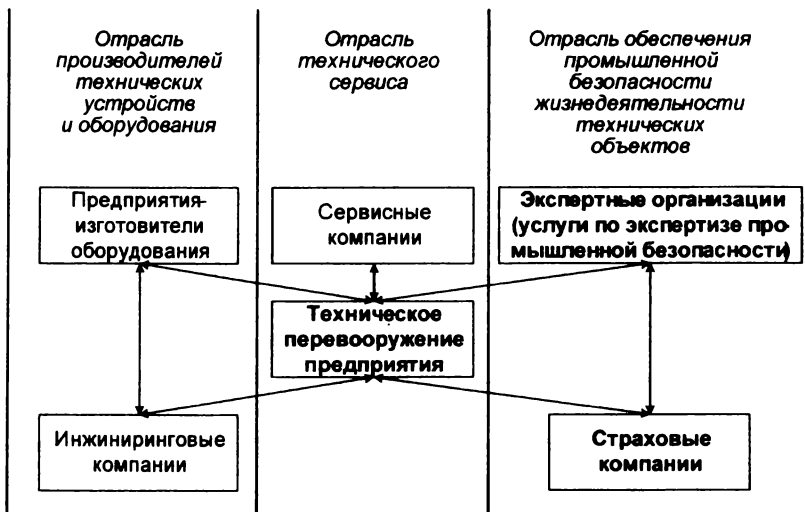 Отрасль
производителей
технических
устройств
и оборудования
Отрасль
технического
сервиса
Отрасль обеспечения
промышленной
безопасности
жизнедеятельности
технических
объектов
Предприятия-
изготовители
оборудования
Сервисные
компании
Экспертные организации
(услуги по экспертизе про-
мышленной безопасности)
Техническое
перевооружение
предприятия
Инжиниринговые
компании
Страховые
компании